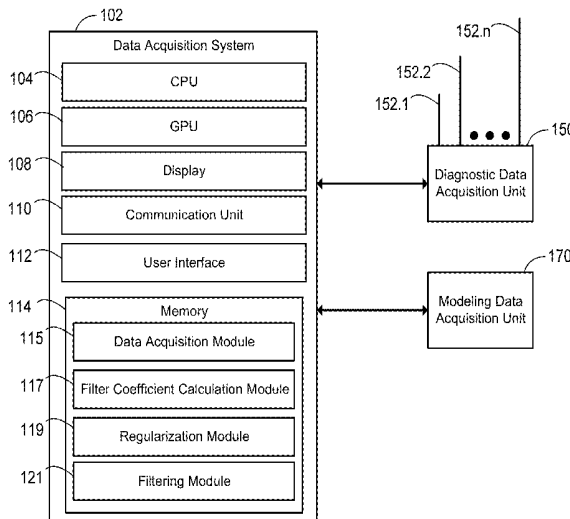 102
Data Acquisition System
104
CPU
106
GPU
108
Display
110
Communication Unit
112
User Interface
114
Memory
115
Data Acquisition Module
117
Filter Coefficient Calculation Module
119
Regularization Module
121
Filtering Module
152.n
152.2
152.1
150
Diagnostic Data
Acquisition Unit
170
Modeling Data
Acquisition Unit